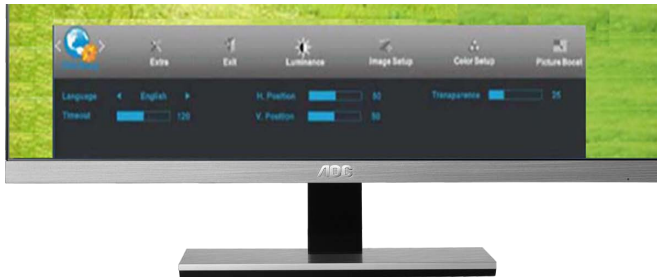 Extra Exit Luminance Image Setup Color Setup Picture Boost
Language English H. Position 50 Transparence 25
Timeout 120 V. Position 50
AOC